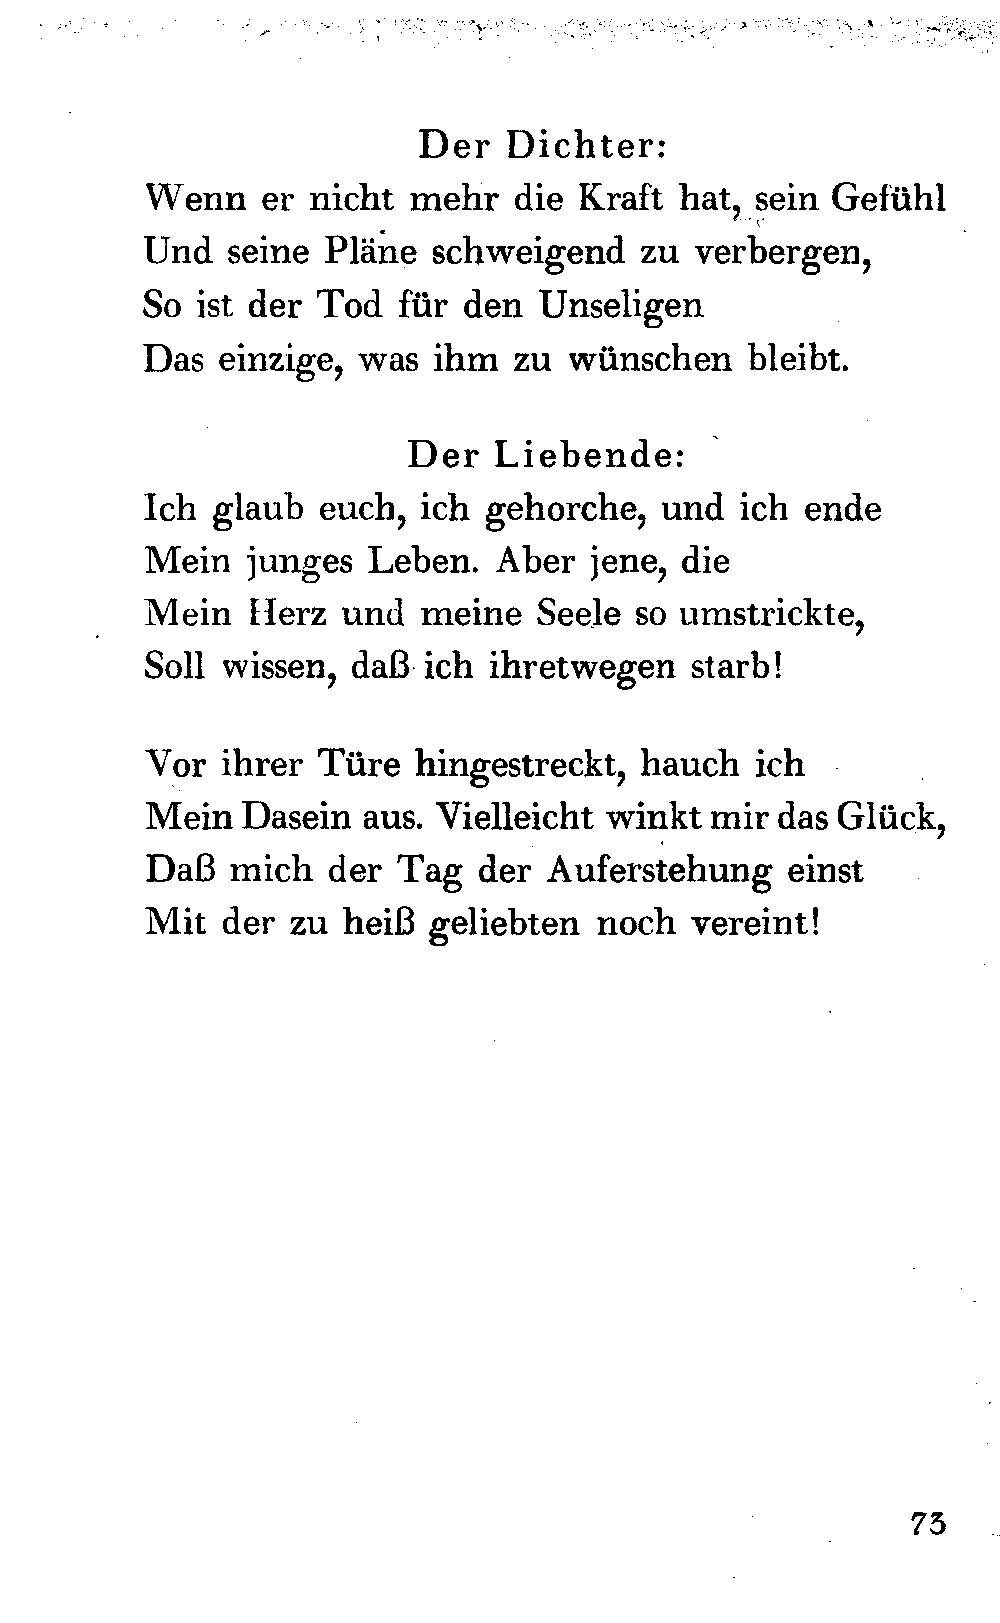 Der Dichter:
Wenn er nicht mehr die Kraft hat, sein Gefühl
Und seine Pläne schweigend zu verbergen,
So ist der Tod für den Unseligen
Das einzige, was ihm zu wünschen bleibt.
Der Liebende:
Ich glaub euch, ich gehorche, und ich ende
Mein junges Leben. Aber jene, die
Mein Herz und meine Seele so umstrickte,
Soll wissen, daß ich ihretwegen starb!
Vor ihrer Türe hingestreckt, hauch ich
Mein Dasein aus. Vielleicht winkt mir das Glück,
Daß mich der Tag der Auferstehung einst
Mit der zu heiß geliebten noch vereint!
73